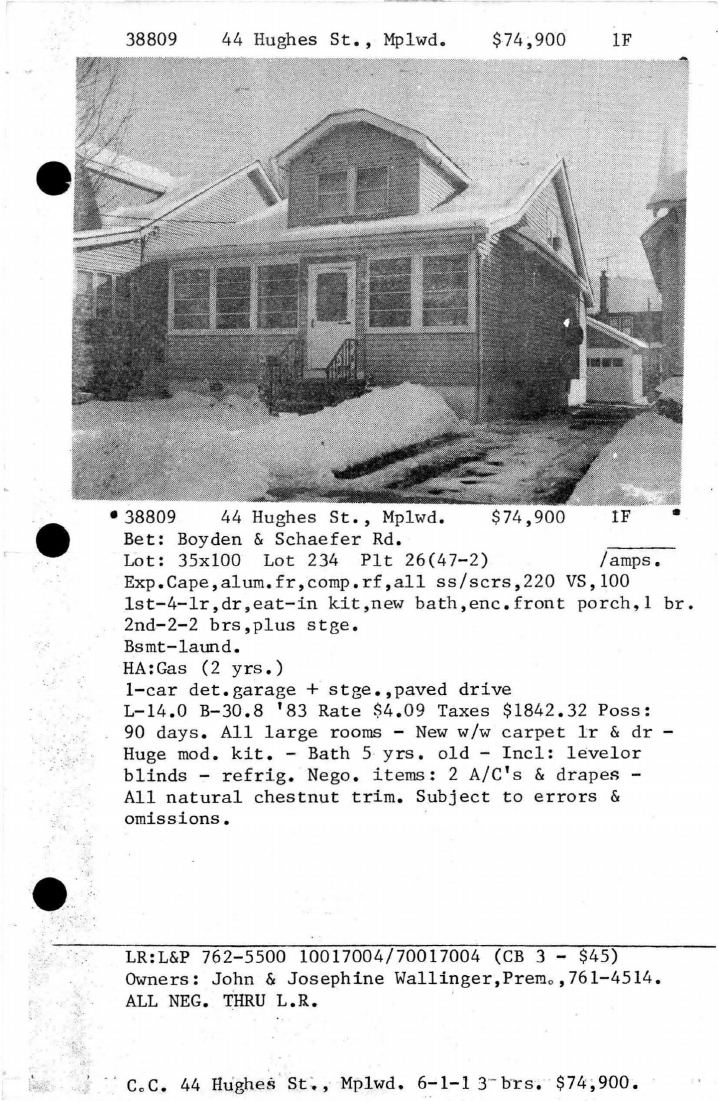 38809 44 Hughes St., Mplwd. $74,900 1F
38809 44 Hughes St., Mplwd. $74,900 1F
Bet: Boyden & Schaefer Rd.
Lot: 35x100 Lot 234 Plt 26(47-2) /amps.
Exp.Cape,alum.fr,comp.rf,all ss/scrs,220 VS,100
1st-4-lr,dr,eat-in kit,new bath,enc.front porch,1 br.
2nd-2-2 brs,plus stge.
Bsmt-laund.
HA:Gas (2 yrs.)
1-car det.garage + stge.,paved drive
L-14.0 B-30.8 '83 Rate $4.09 Taxes $1842.32 Poss:
90 days. All large rooms - New w/w carpet lr & dr -
Huge mod. kit. - Bath 5 yrs. old - Incl: levelor
blinds - refrig. Nego. items: 2 A/C's & drapes -
All natural chestnut trim. Subject to errors &
omissions.
LR:L&P 762-5500 10017004/70017004 (CB 3 - $45)
Owners: John & Josephine Wallinger,Prem.,761-4514.
ALL NEG. THRU L.R.
C.C. 44 Hughes St., Mplwd. 6-1-1 3 brs. $74,900.